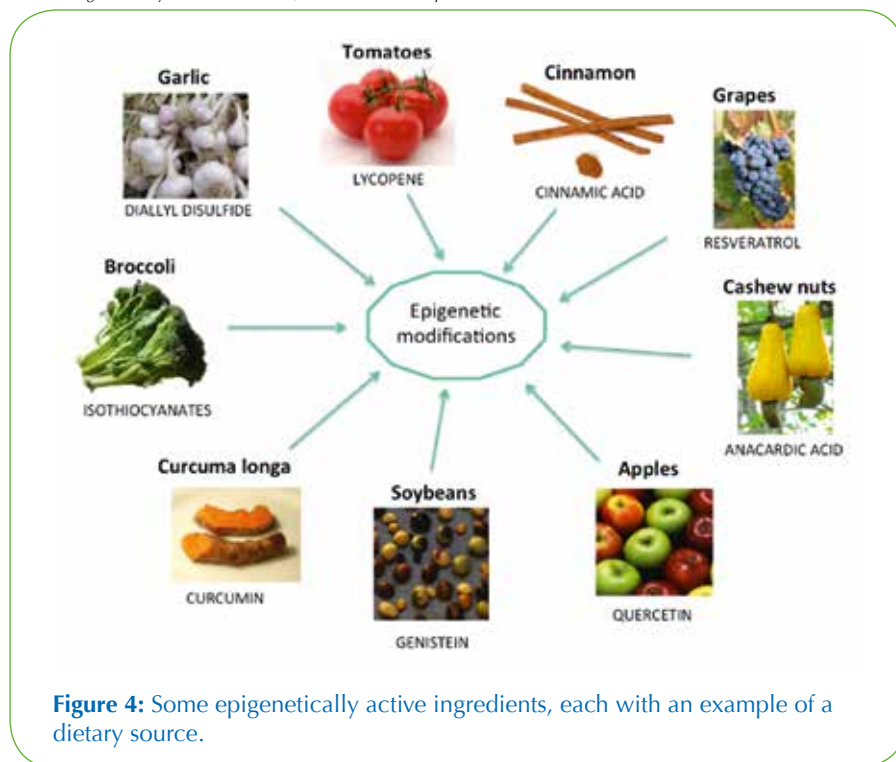 Tomatoes
LYCOPENE
Garlic
DIALLYL DISULFIDE
Cinnamon
CINNAMIC ACID
Grapes
RESVERATROL
Broccoli
ISOTHIOCYANATES
Epigenetic
modifications
Cashew nuts
ANACARDIC ACID
Curcuma longa
CURCUMIN
Soybeans
GENISTEIN
Apples
QUERCETIN
Figure 4: Some epigenetically active ingredients, each with an example of a
dietary source.